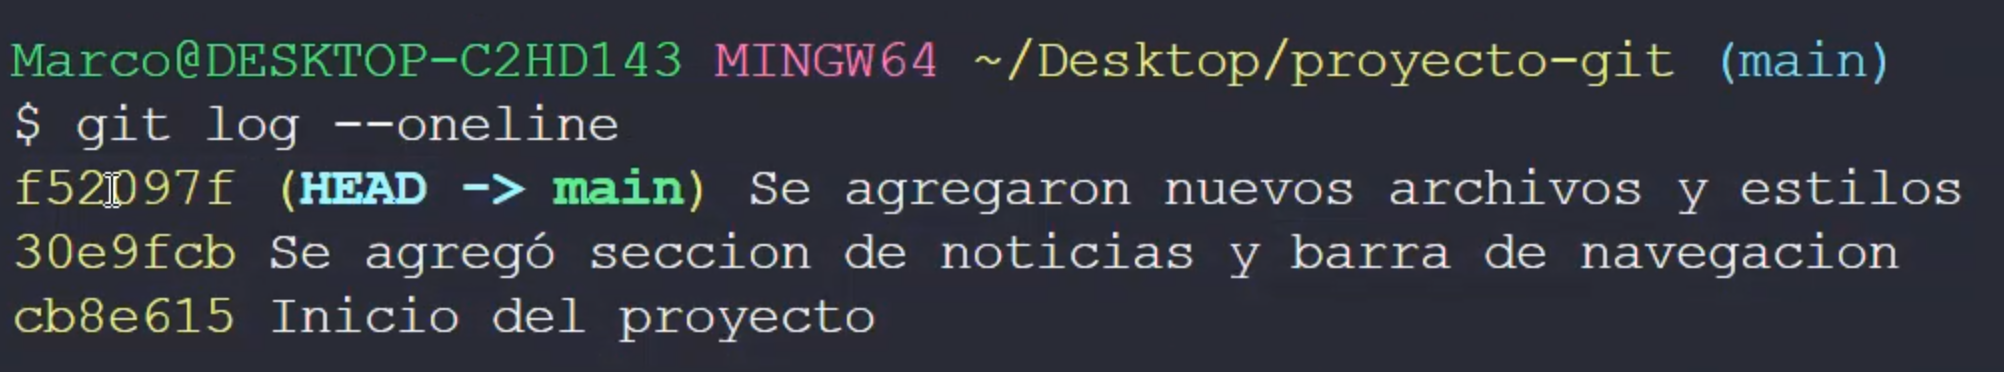 Marco@DESKTOP-C2HD143 MINGW64 ~/Desktop/proyecto-git (main)
$ git log --oneline
f52097f (HEAD -> main) Se agregaron nuevos archivos y estilos
30e9fcb Se agregó seccion de noticias y barra de navegacion
cb8e615 Inicio del proyecto